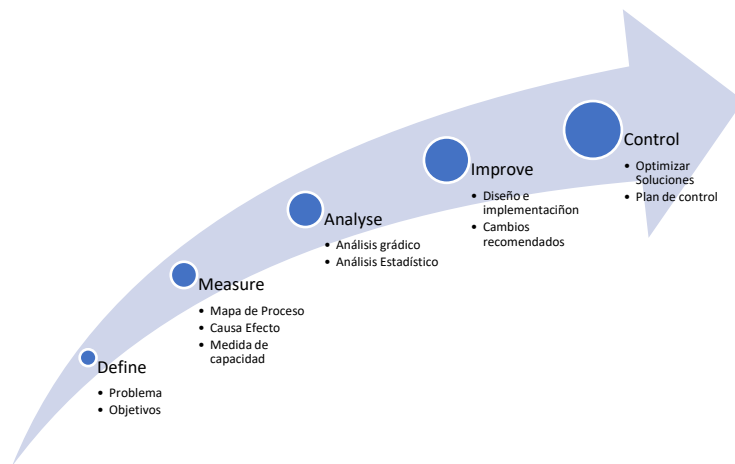 Define
• Problema
• Objetivos
Measure
• Mapa de Proceso
• Causa Efecto
• Medida de
capacidad
Analyse
• Análisis grádico
• Análisis Estadístico
Improve
• Diseño e
implementaciñon
• Cambios
recomendados
Control
• Optimizar
Soluciones
• Plan de control